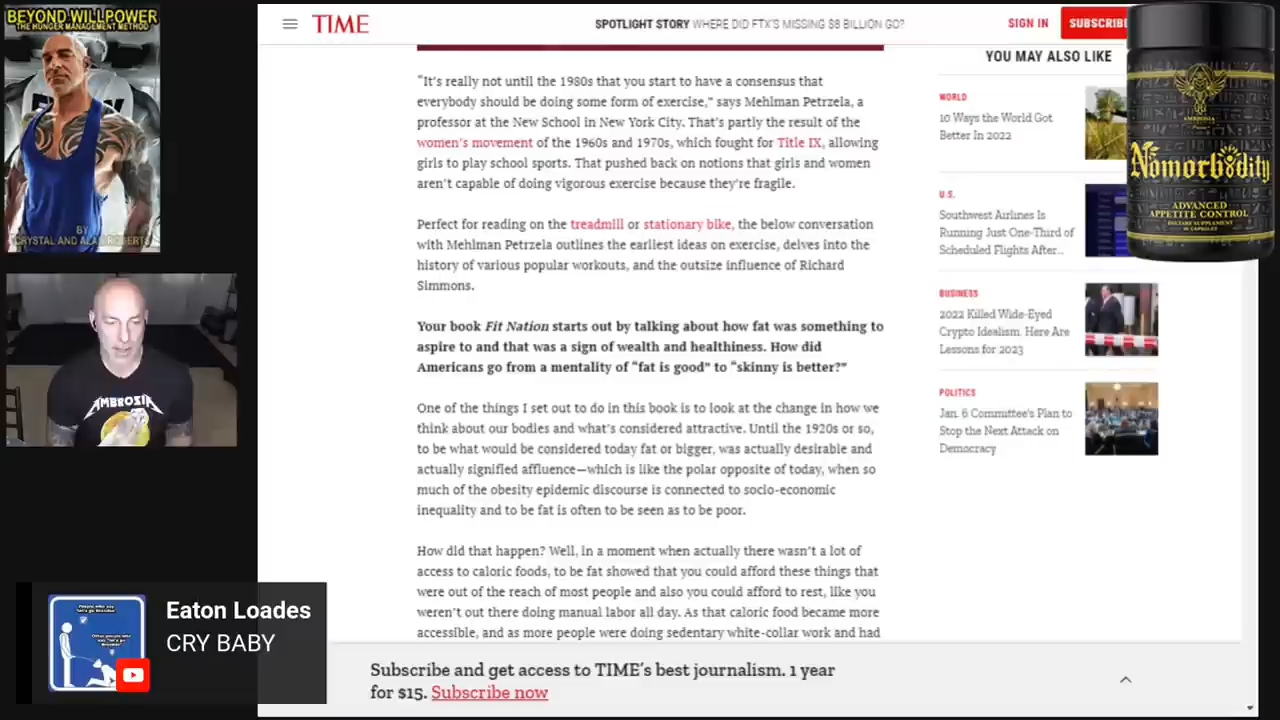 BEYOND WILLPOWER
THE HUNGER MANAGEMENT METHOD
BY
CRYSTAL AND ALAN ROBERTS
AMBROSIA
TIME
SPOTLIGHT STORY WHERE DID FTX'S MISSING $8 BILLION GO?
SIGN IN
SUBSCRIBE
"It's really not until the 1980s that you start to have a consensus that
everybody should be doing some form of exercise," says Mehlman Petrzela, a
professor at the New School in New York City. That's partly the result of the
women's movement of the 1960s and 1970s, which fought for Title IX, allowing
girls to play school sports. That pushed back on notions that girls and women
aren't capable of doing vigorous exercise because they're fragile.
Perfect for reading on the treadmill or stationary bike, the below conversation
with Mehlman Petrzela outlines the earliest ideas on exercise, delves into the
history of various popular workouts, and the outsize influence of Richard
Simmons.
Your book Fit Nation starts out by talking about how fat was something to
aspire to and that was a sign of wealth and healthiness. How did
Americans go from a mentality of "fat is good" to "skinny is better?"
One of the things I set out to do in this book is to look at the change in how we
think about our bodies and what's considered attractive. Until the 1920s or so,
to be what would be considered today fat or bigger, was actually desirable and
actually signified affluence—which is like the polar opposite of today, when so
much of the obesity epidemic discourse is connected to socio-economic
inequality and to be fat is often to be seen as to be poor.
How did that happen? Well, in a moment when actually there wasn't a lot of
access to caloric foods, to be fat showed that you could afford these things that
were out of the reach of most people and also you could afford to rest, like you
weren't out there doing manual labor all day. As that caloric food became more
accessible, and as more people were doing sedentary white-collar work and had
YOU MAY ALSO LIKE
WORLD
10 Ways the World Got
Better In 2022
U.S.
Southwest Airlines Is
Running Just One-Third of
Scheduled Flights After...
BUSINESS
2022 Killed Wide-Eyed
Crypto Idealism. Here Are
Lessons for 2023
POLITICS
Jan. 6 Committee's Plan to
Stop the Next Attack on
Democracy
AMBROSIA
Nomorbidity
ADVANCED
APPETITE CONTROL
DIETARY SUPPLEMENT
Eaton Loades
CRY BABY
Subscribe and get access to TIME's best journalism. 1 year
for $15. Subscribe now